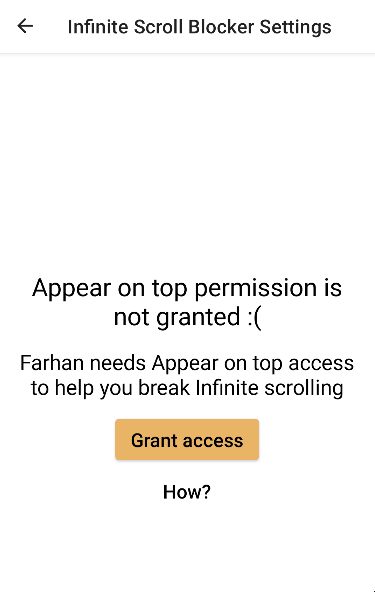 Infinite Scroll Blocker Settings
Appear on top permission is
not granted :(
Farhan needs Appear on top access
to help you break Infinite scrolling
Grant access
How?